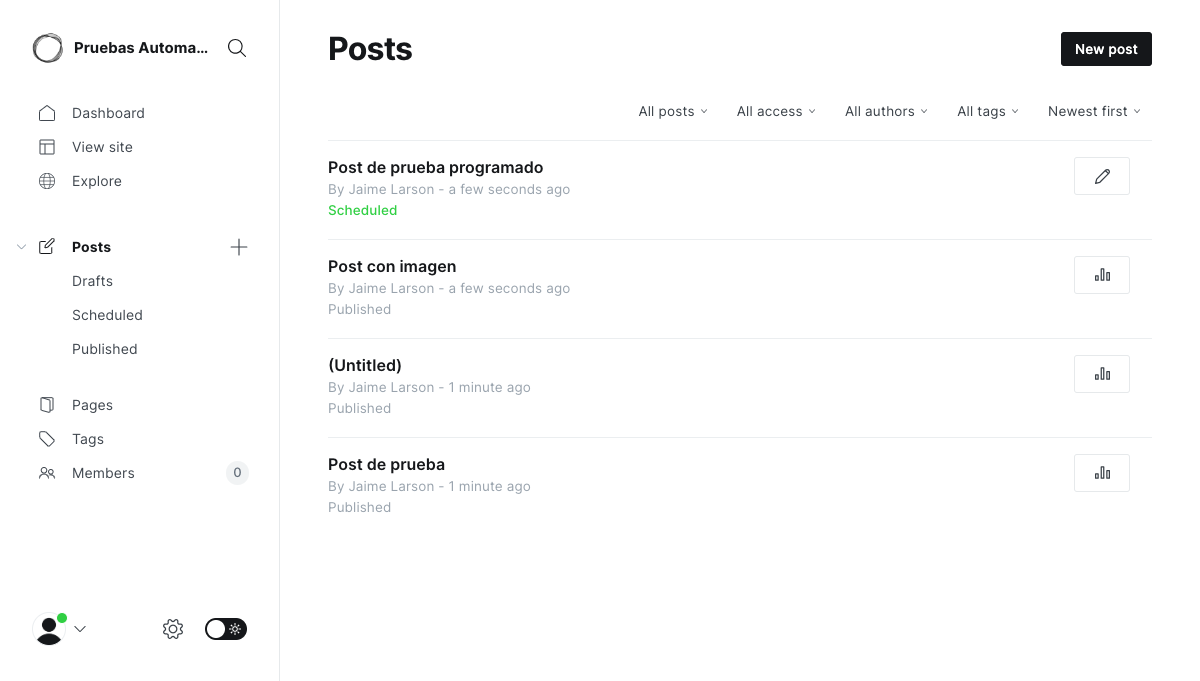 Pruebas Automa...
Dashboard
View site
Explore
Posts
Drafts
Scheduled
Published
Pages
Tags
Members 0
Posts
New post
All posts All access All authors All tags Newest first
Post de prueba programado
By Jaime Larson - a few seconds ago
Scheduled
Post con imagen
By Jaime Larson - a few seconds ago
Published
(Untitled)
By Jaime Larson - 1 minute ago
Published
Post de prueba
By Jaime Larson - 1 minute ago
Published